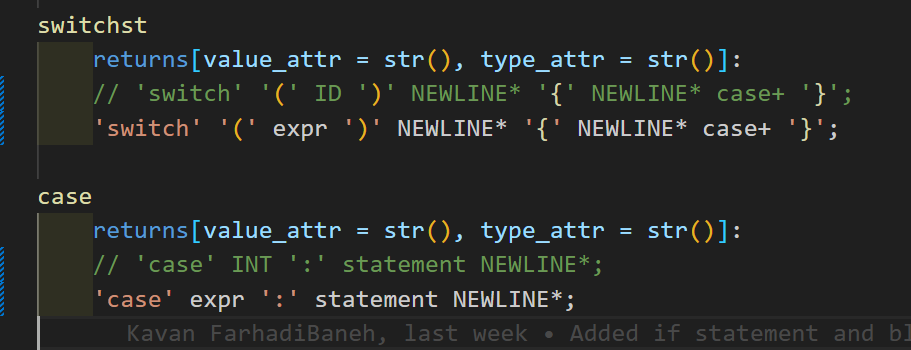 switchst
returns[value_attr = str(), type_attr = str()]:
// 'switch' '(' ID ')' NEWLINE* '{' NEWLINE* case+ '}';
'switch' '(' expr ')' NEWLINE* '{' NEWLINE* case+ '}';
case
returns[value_attr = str(), type_attr = str()]:
// 'case' INT ':' statement NEWLINE*;
'case' expr ':' statement NEWLINE*;
Kavan FarhadiBaneh, last week • Added if statement and